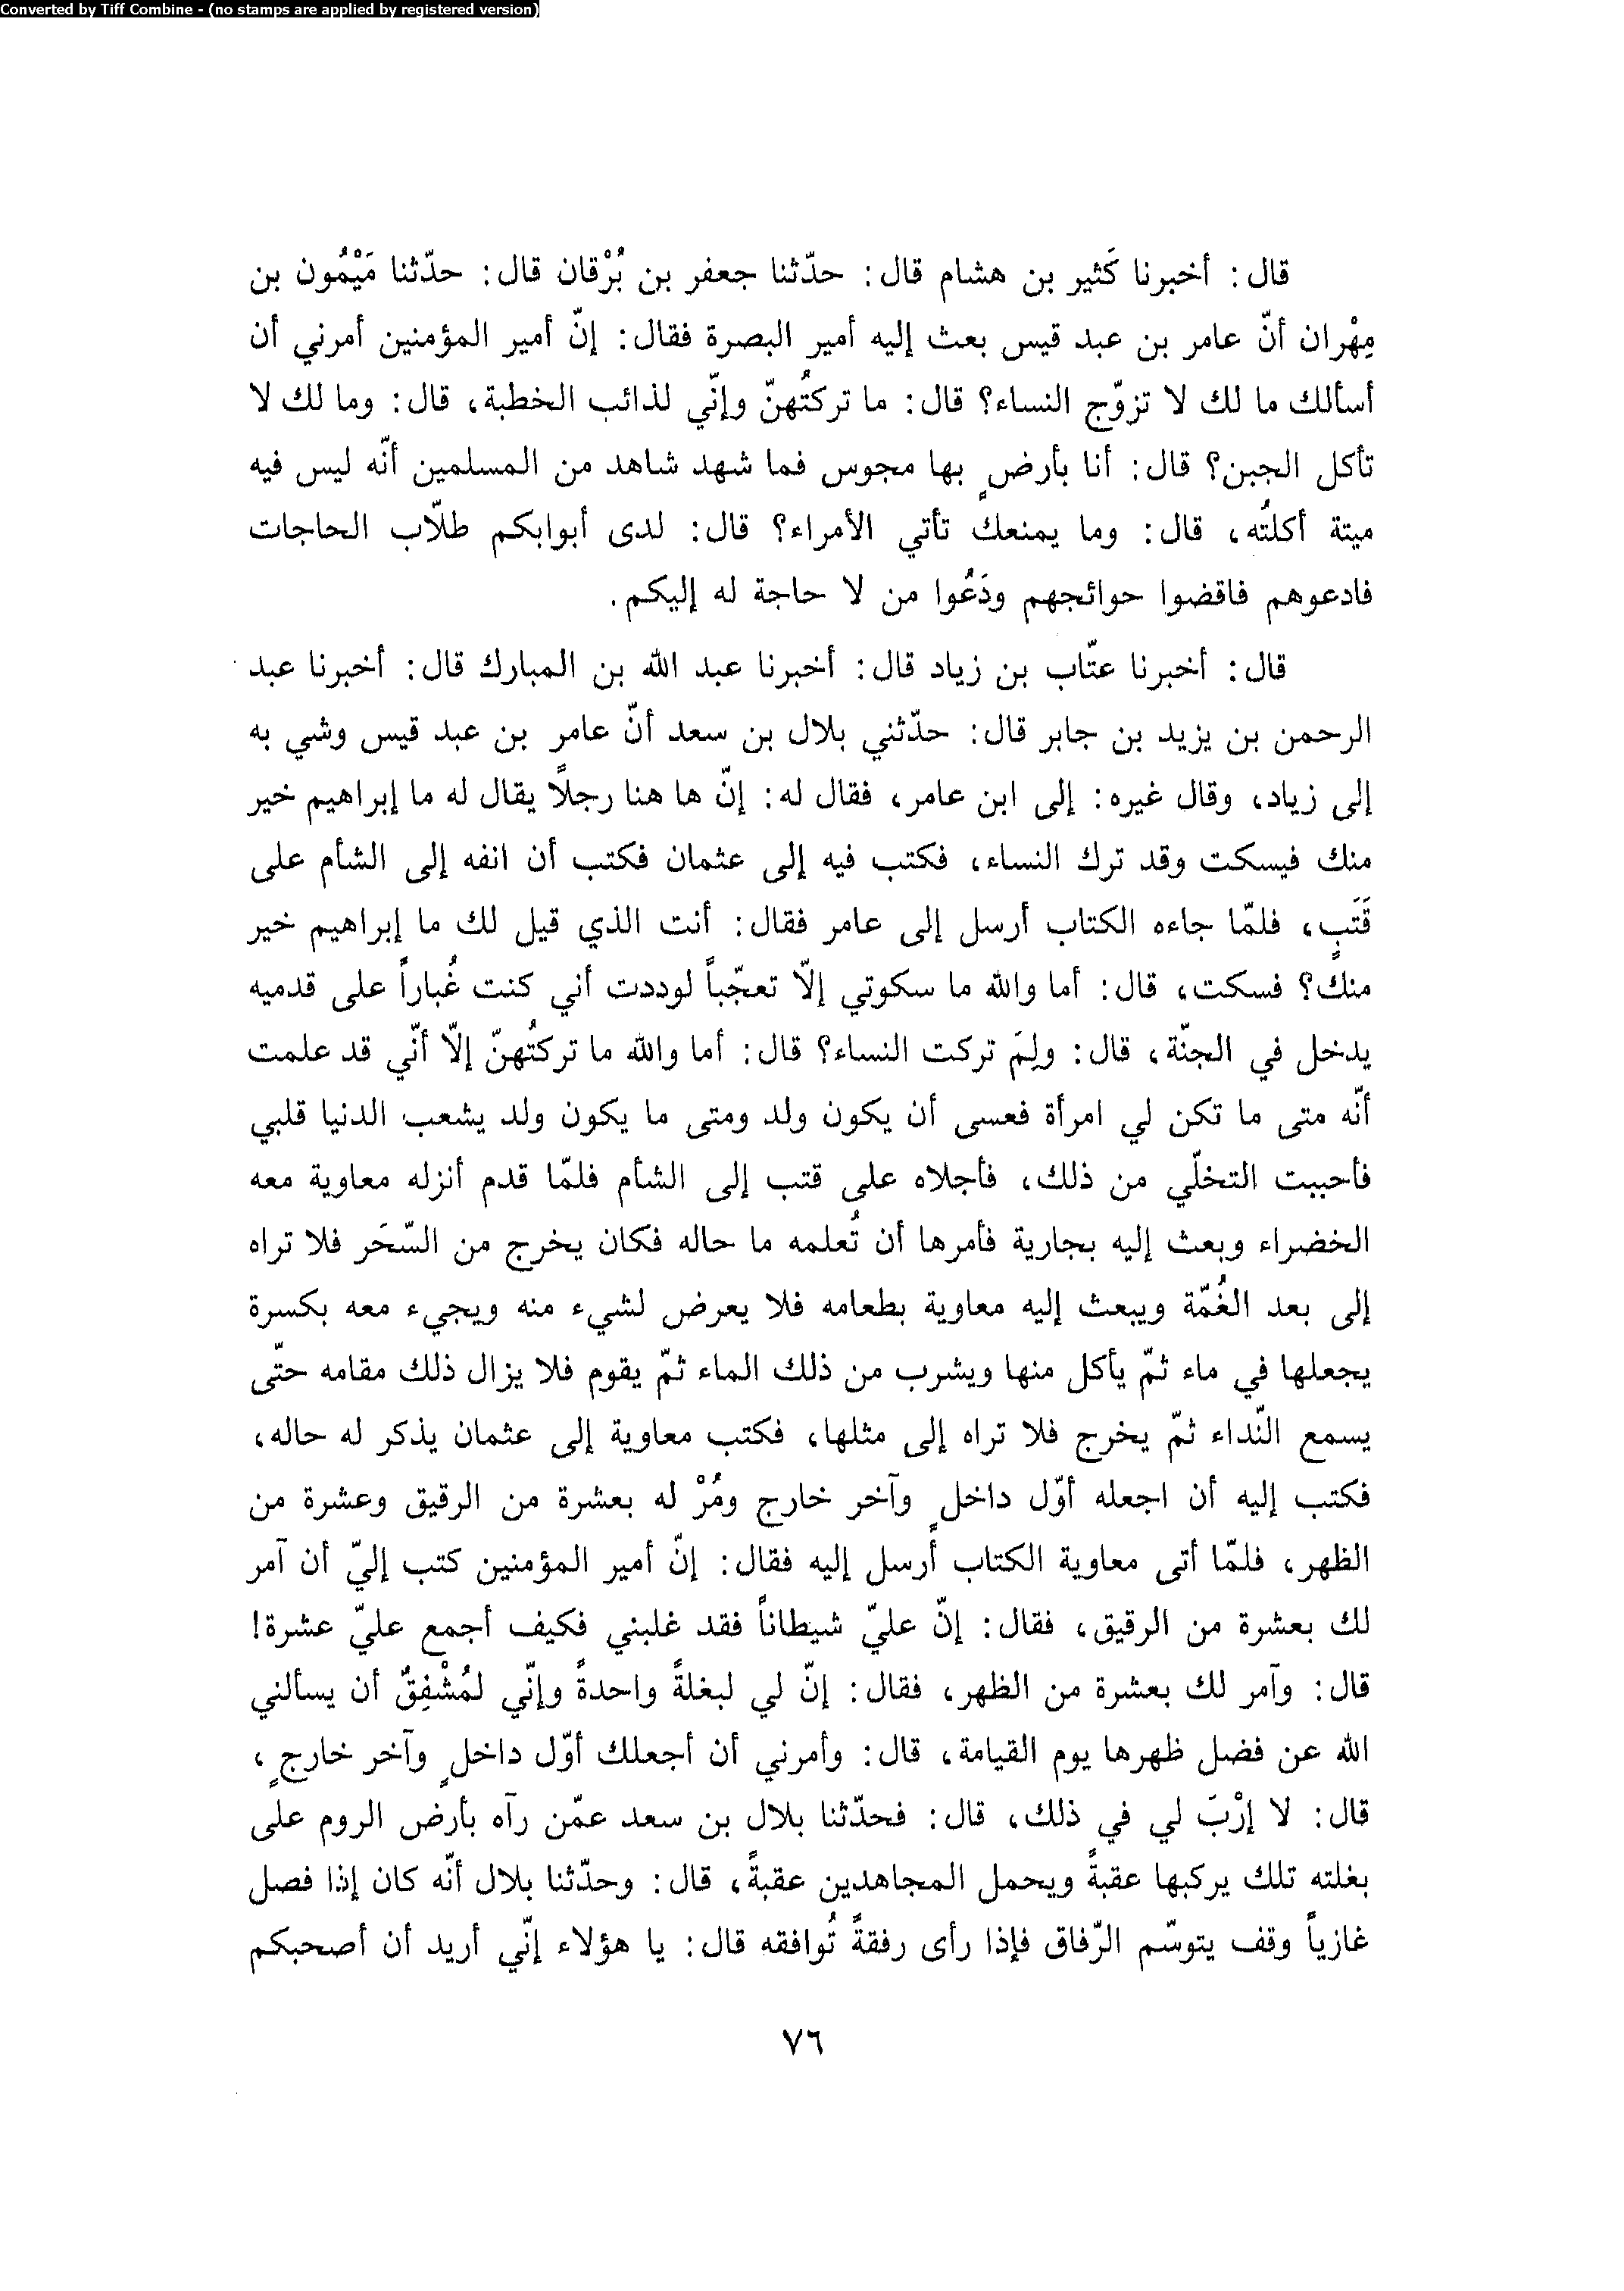 Converted by Tiff Combine - (no stamps are applied by registered version)
قال: أخبرنا كَثير بن هشام قال: حدّثنا جعفر بن بُرْقان قال: حدّثنا مَيْمُون بن
مِهْران أنّ عامر بن عبد قيس بعث إليه أمير البصرة فقال: إنّ أمير المؤمنين أمرني أن
أسألك ما لك لا تزوّج النساء؟ قال: ما تركتُهنّ وإنّي لذائب الخطبة، قال: وما لك لا
تأكل الجبن؟ قال: أنا بأرضٍ بها مجوس فما شهد شاهد من المسلمين أنّه ليس فيه
ميتة أكلتُه، قال: وما يمنعك تأتي الأمراء؟ قال: لدى أبوابكم طلّاب الحاجات
فادعوهم فاقضوا حوائجهم ودَعُوا من لا حاجة له إليكم.
قال: أخبرنا عتّاب بن زياد قال: أخبرنا عبد الله بن المبارك قال: أخبرنا عبد
الرحمن بن يزيد بن جابر قال: حدّثني بلال بن سعد أنّ عامر بن عبد قيس وشي به
إلى زياد، وقال غيره: إلى ابن عامر، فقال له: إنّ ها هنا رجلاً يقال له ما إبراهيم خير
منك فيسكت وقد ترك النساء، فكتب فيه إلى عثمان فكتب أن انفه إلى الشأم على
قَتَبٍ، فلمّا جاءه الكتاب أرسل إلى عامر فقال: أنت الذي قيل لك ما إبراهيم خير
منك؟ فسكت، قال: أما والله ما سكوتي إلّا تعجّباً لوددت أني كنت غُباراً على قدميه
يدخل في الجنّة، قال: ولِمَ تركت النساء؟ قال: أما والله ما تركتُهنّ إلّا أنّي قد علمت
أنّه متى ما تكن لي امرأة فعسى أن يكون ولد ومتى ما يكون ولد يشعب الدنيا قلبي
فأحببت التخلّي من ذلك، فأجلاه على قتب إلى الشأم فلمّا قدم أنزله معاوية معه
الخضراء وبعث إليه بجارية فأمرها أن تُعلمه ما حاله فكان يخرج من السّحَر فلا تراه
إلى بعد الغُمّة ويبعث إليه معاوية بطعامه فلا يعرض لشيء منه ويجيء معه بكسرة
يجعلها في ماء ثمّ يأكل منها ويشرب من ذلك الماء ثمّ يقوم فلا يزال ذلك مقامه حتّى
يسمع النّداء ثمّ يخرج فلا تراه إلى مثلها، فكتب معاوية إلى عثمان يذكر له حاله،
فكتب إليه أن اجعله أوّل داخلٍ وآخر خارج ومُرْ له بعشرة من الرقيق وعشرة من
الظهر، فلمّا أتى معاوية الكتاب أرسل إليه فقال: إنّ أمير المؤمنين كتب إليّ أن آمر
لك بعشرة من الرقيق، فقال: إنّ عليّ شيطاناً فقد غلبني فكيف أجمع عليّ عشرة!
قال: وآمر لك بعشرة من الظهر، فقال: إنّ لي لبغلةً واحدةً وإنّي لمُشْفِقٌ أن يسألني
الله عن فضل ظهرها يوم القيامة، قال: وأمرني أن أجعلك أوّل داخلٍ وآخر خارجٍ،
قال: لا إرْبَ لي في ذلك، قال: فحدّثنا بلال بن سعد عمّن رآه بأرض الروم على
بغلته تلك يركبها عقبةً ويحمل المجاهدين عقبةً، قال: وحدّثنا بلال أنّه كان إذا فصل
غازياً وقف يتوسّم الرّفاق فإذا رأى رفقةً تُوافقه قال: يا هؤلاء إنّي أريد أن أصحبكم
٧٦